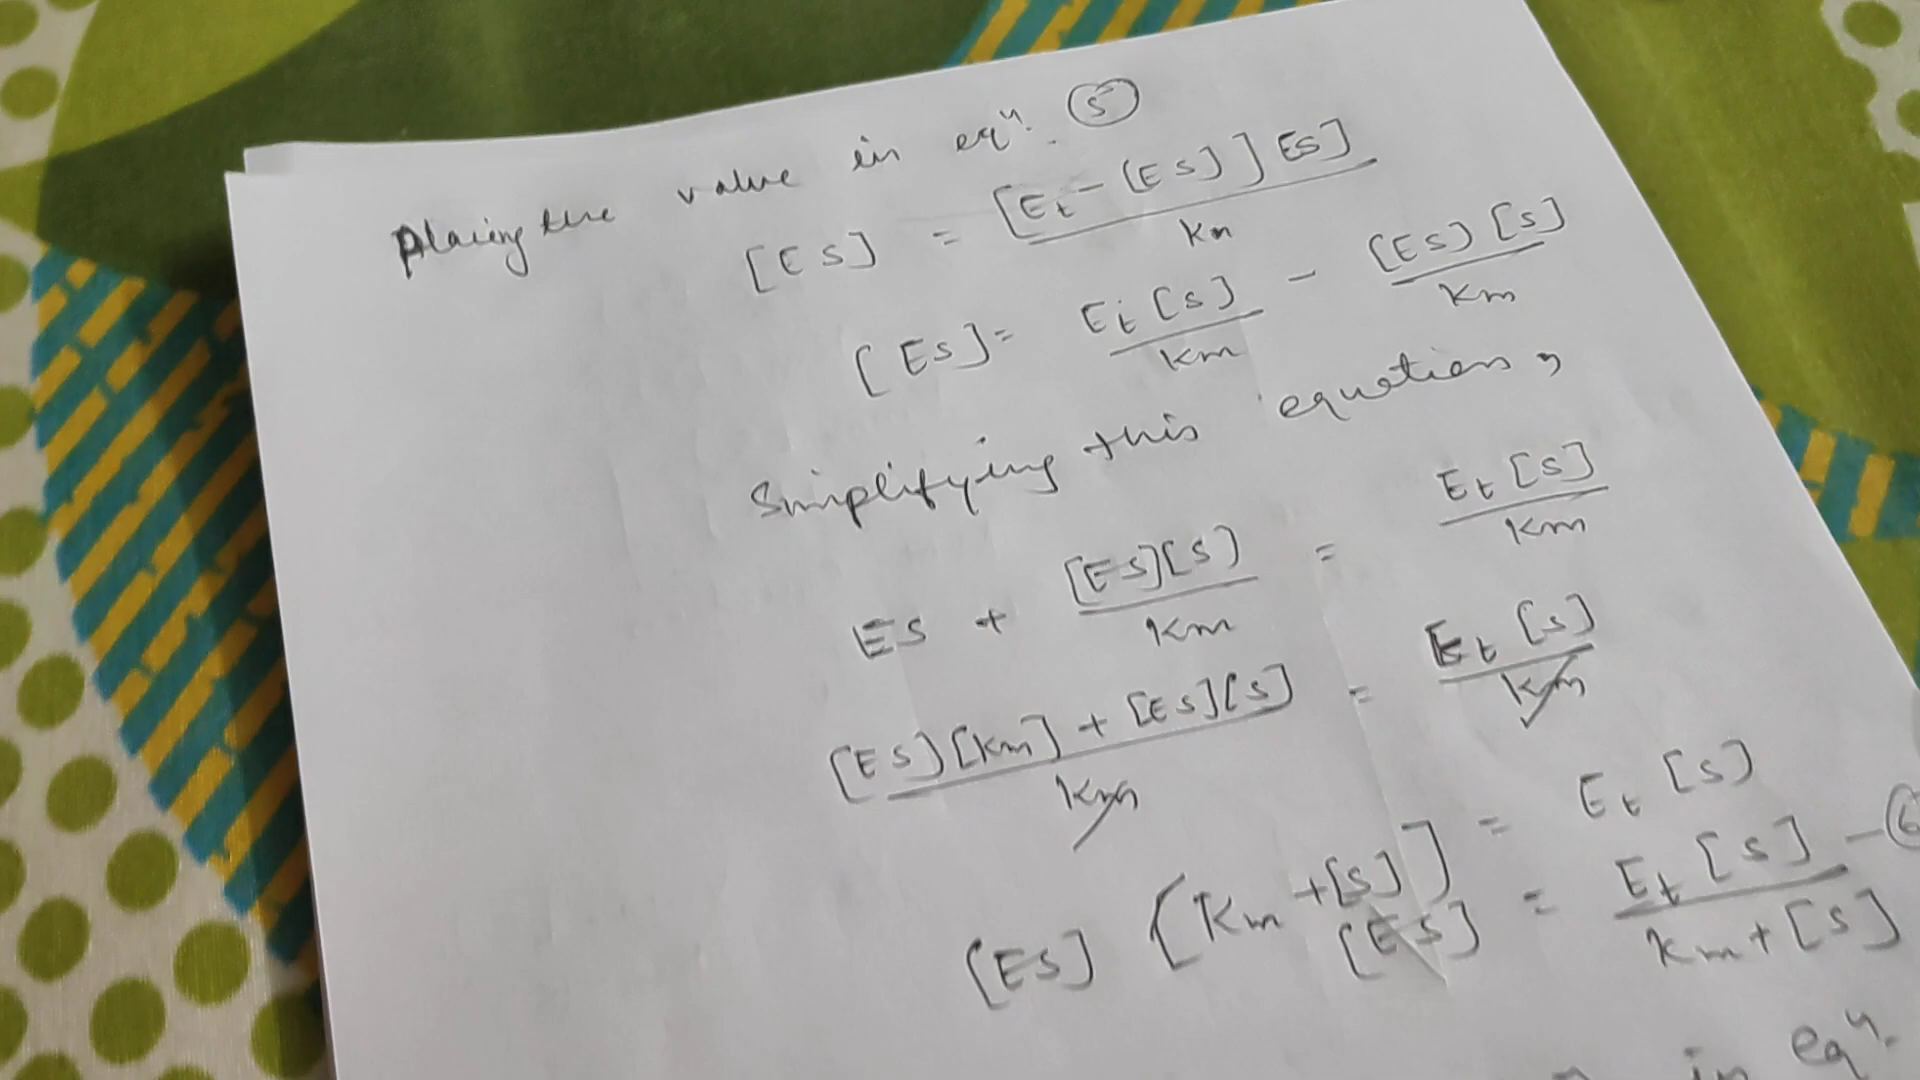 Placing the value in eqⁿ. ⑤
[ES] = [Et - [ES]] ES] / Km
[ES] = Et [S] / Km - [ES] [S] / Km
Simplifying this equation,
ES + [ES][S] / Km = Et [S] / Km
[ES][Km] + [ES][S] / Km = Et [S] / Km
[ES] [Km + [S]] = Et [S]
[ES] = Et [S] / Km + [S] - ⑥
in eqⁿ.